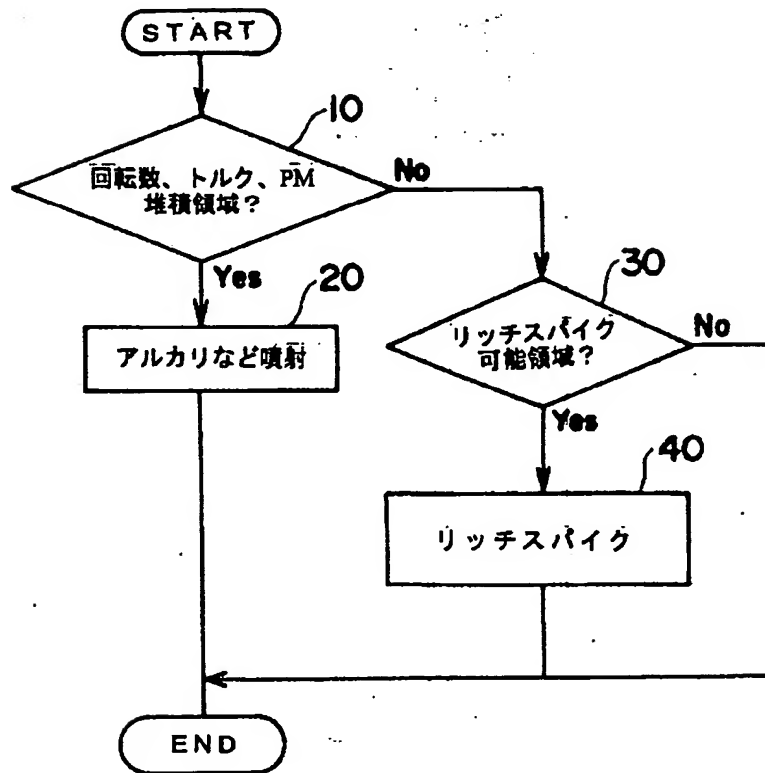 START
10
回転数、トルク、PM
堆積領域？
No
Yes
20
アルカリなど噴射
30
リッチスパイク
可能領域？
No
Yes
40
リッチスパイク
END